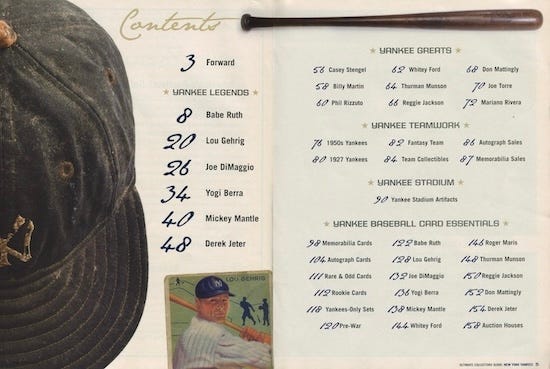 Contents
3 Forward
★ YANKEE LEGENDS ★
8 Babe Ruth
20 Lou Gehrig
26 Joe DiMaggio
34 Yogi Berra
40 Mickey Mantle
48 Derek Jeter
LOU GEHRIG
★ YANKEE GREATS ★
56 Casey Stengel 62 Whitey Ford 68 Don Mattingly
58 Billy Martin 64 Thurman Munson 70 Joe Torre
60 Phil Rizzuto 66 Reggie Jackson 72 Mariano Rivera
★ YANKEE TEAMWORK ★
76 1950s Yankees 82 Fantasy Team 86 Autograph Sales
80 1927 Yankees 84 Team Collectibles 87 Memorabilia Sales
★ YANKEE STADIUM ★
90 Yankee Stadium Artifacts
★ YANKEE BASEBALL CARD ESSENTIALS ★
98 Memorabilia Cards 122 Babe Ruth 146 Roger Maris
104 Autograph Cards 128 Lou Gehrig 148 Thurman Munson
111 Rare & Odd Cards 132 Joe DiMaggio 150 Reggie Jackson
112 Rookie Cards 136 Yogi Berra 152 Don Mattingly
118 Yankees-Only Sets 138 Mickey Mantle 154 Derek Jeter
120 Pre-War 144 Whitey Ford 158 Auction Houses
ULTIMATE COLLECTORS GUIDE: NEW YORK YANKEES